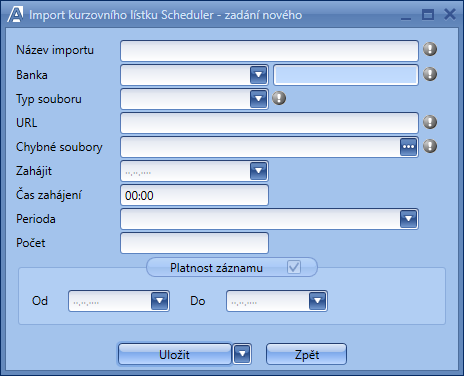 Import kurzovního lístku Scheduler - zadání nového
Název importu
Banka
Typ souboru
URL
Chybné soubory
Zahájit
..,..,....
Čas zahájení
00:00
Perioda
Počet
Platnost záznamu
Od
..,..,....
Do
..,..,....
Uložit
Zpět